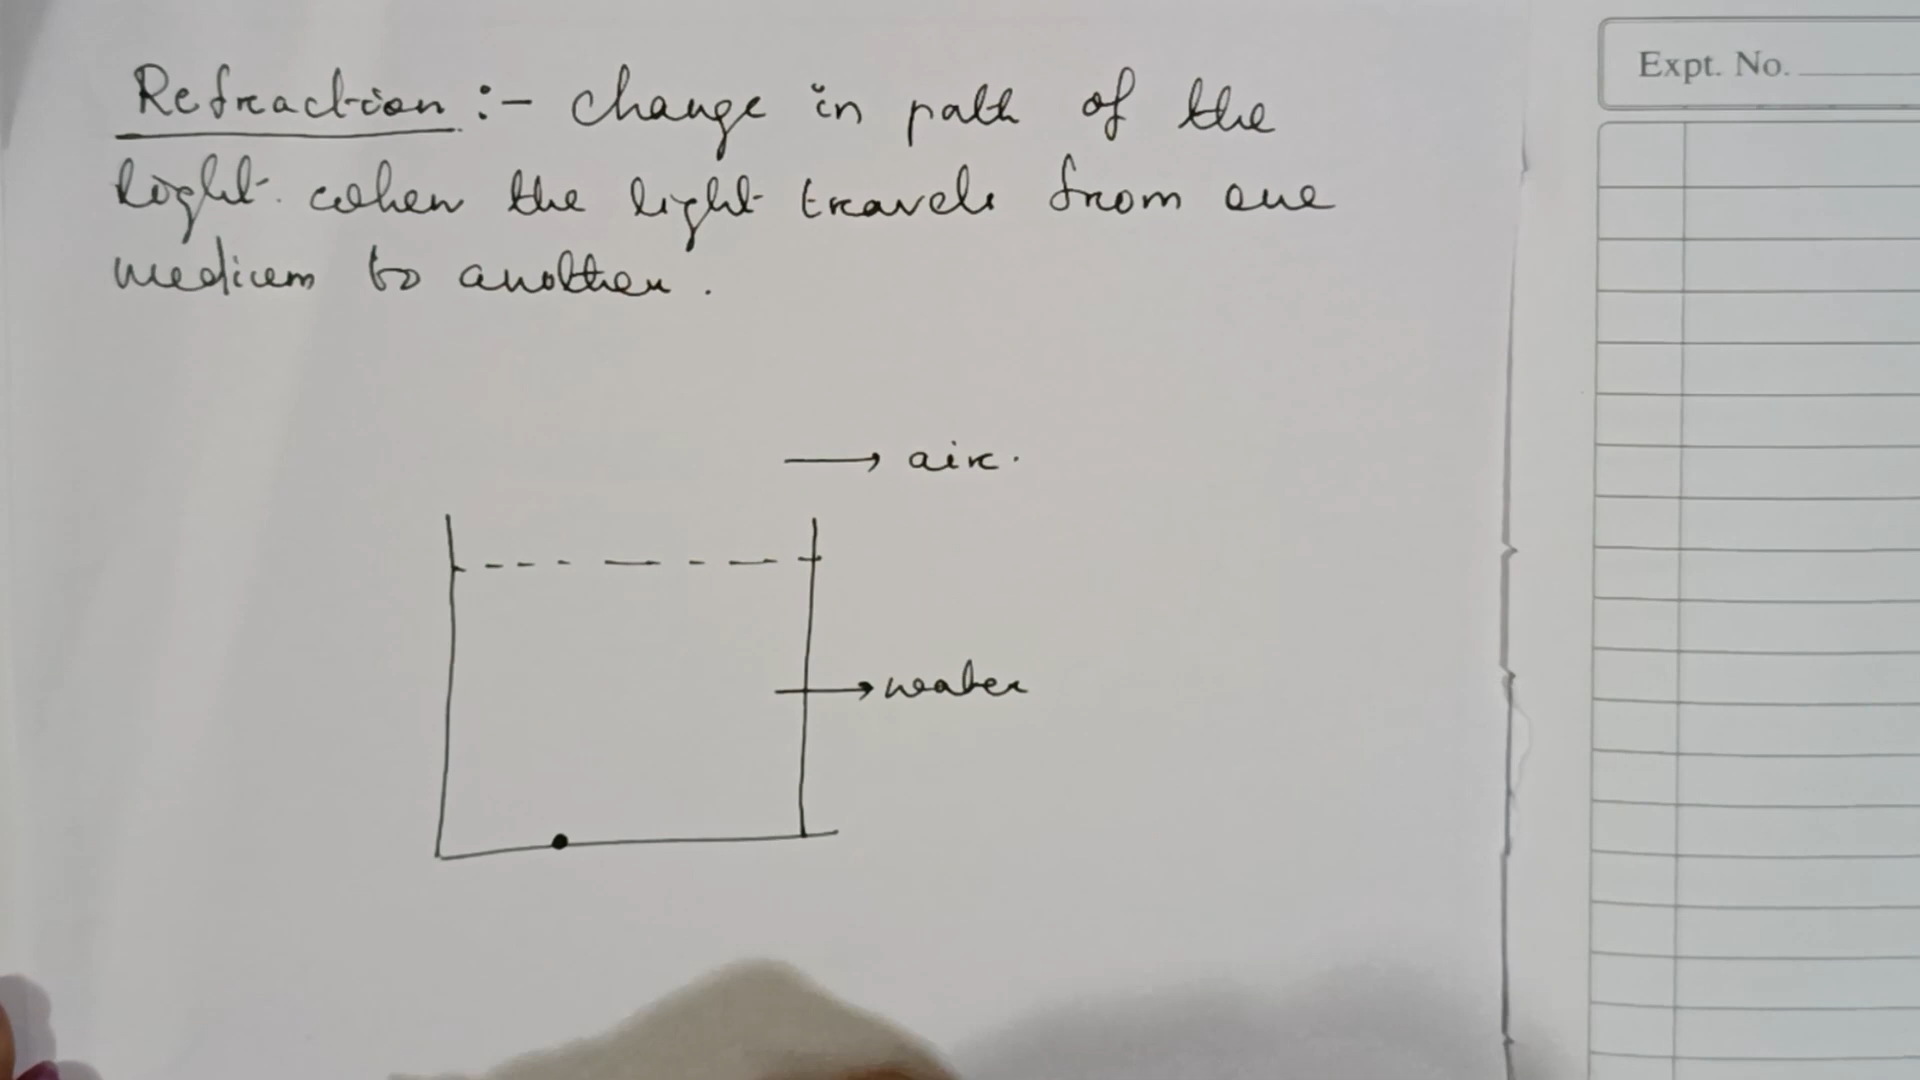 Refraction :- change in path of the
light. when the light travels from one
medium to another.
→ air.
→ water
Expt. No.